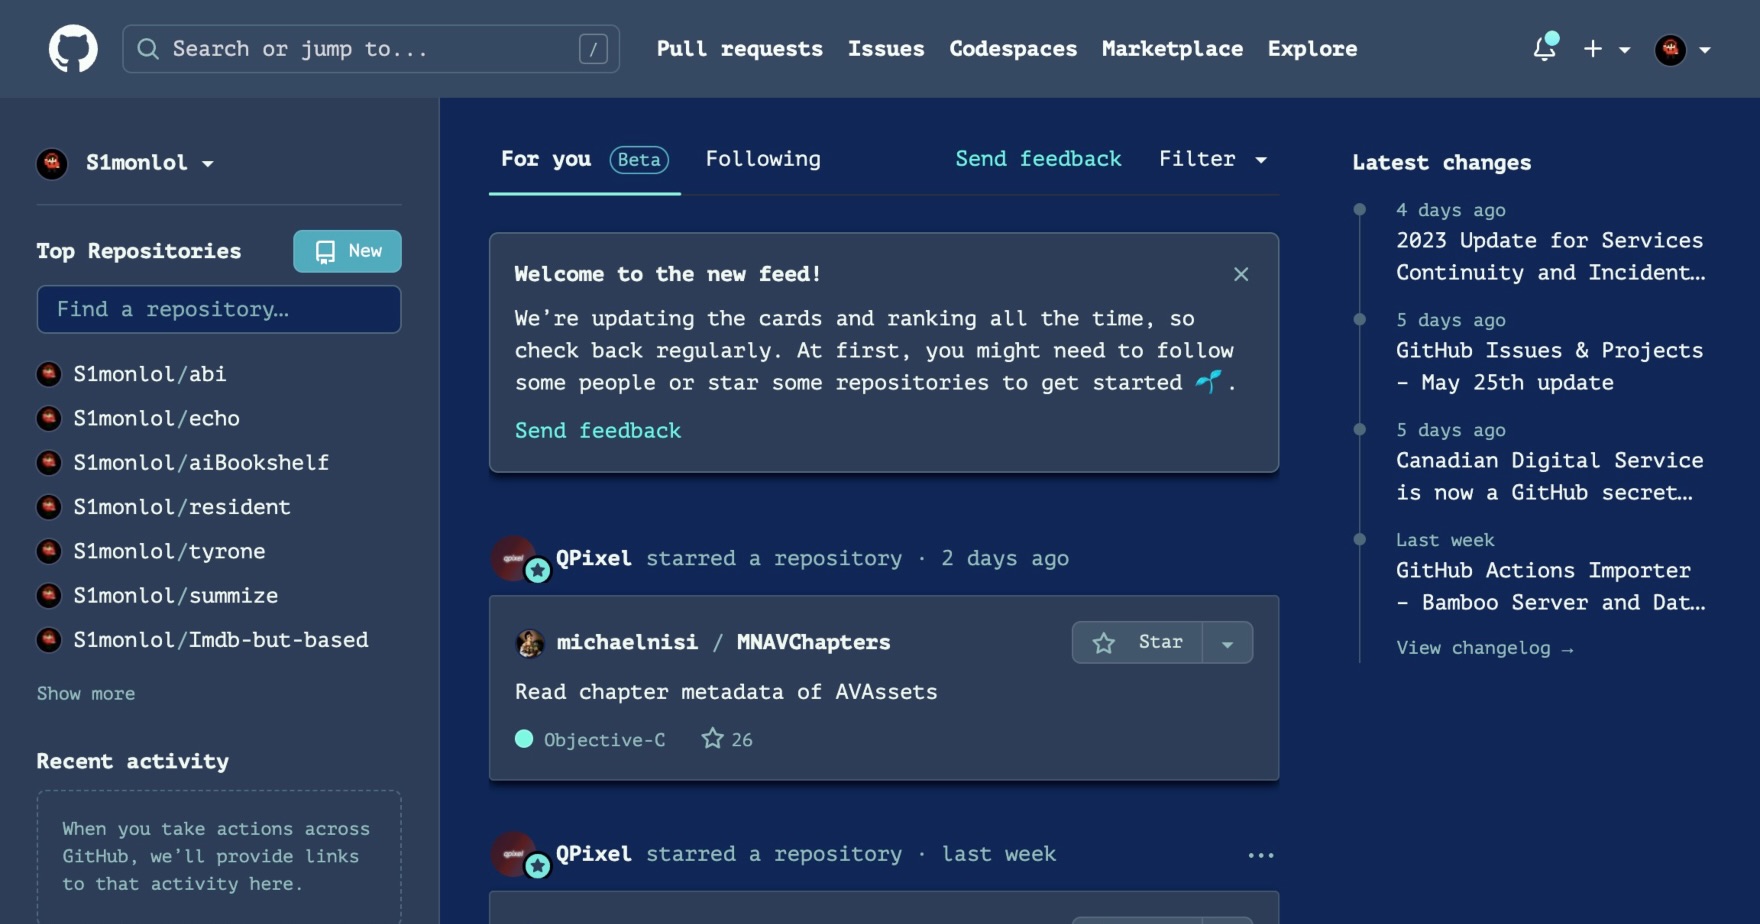 Search or jump to... /
Pull requests Issues Codespaces Marketplace Explore
S1monlol
Top Repositories
New
Find a repository…
S1monlol/abi
S1monlol/echo
S1monlol/aiBookshelf
S1monlol/resident
S1monlol/tyrone
S1monlol/summize
S1monlol/Imdb-but-based
Show more
Recent activity
When you take actions across
GitHub, we’ll provide links
to that activity here.
For you Beta Following Send feedback Filter
Welcome to the new feed!
We’re updating the cards and ranking all the time, so
check back regularly. At first, you might need to follow
some people or star some repositories to get started .
Send feedback
QPixel starred a repository · 2 days ago
michaelnisi / MNAVChapters
Star
Read chapter metadata of AVAssets
Objective-C 26
QPixel starred a repository · last week
Latest changes
4 days ago
2023 Update for Services
Continuity and Incident…
5 days ago
GitHub Issues & Projects
– May 25th update
5 days ago
Canadian Digital Service
is now a GitHub secret…
Last week
GitHub Actions Importer
– Bamboo Server and Dat…
View changelog →